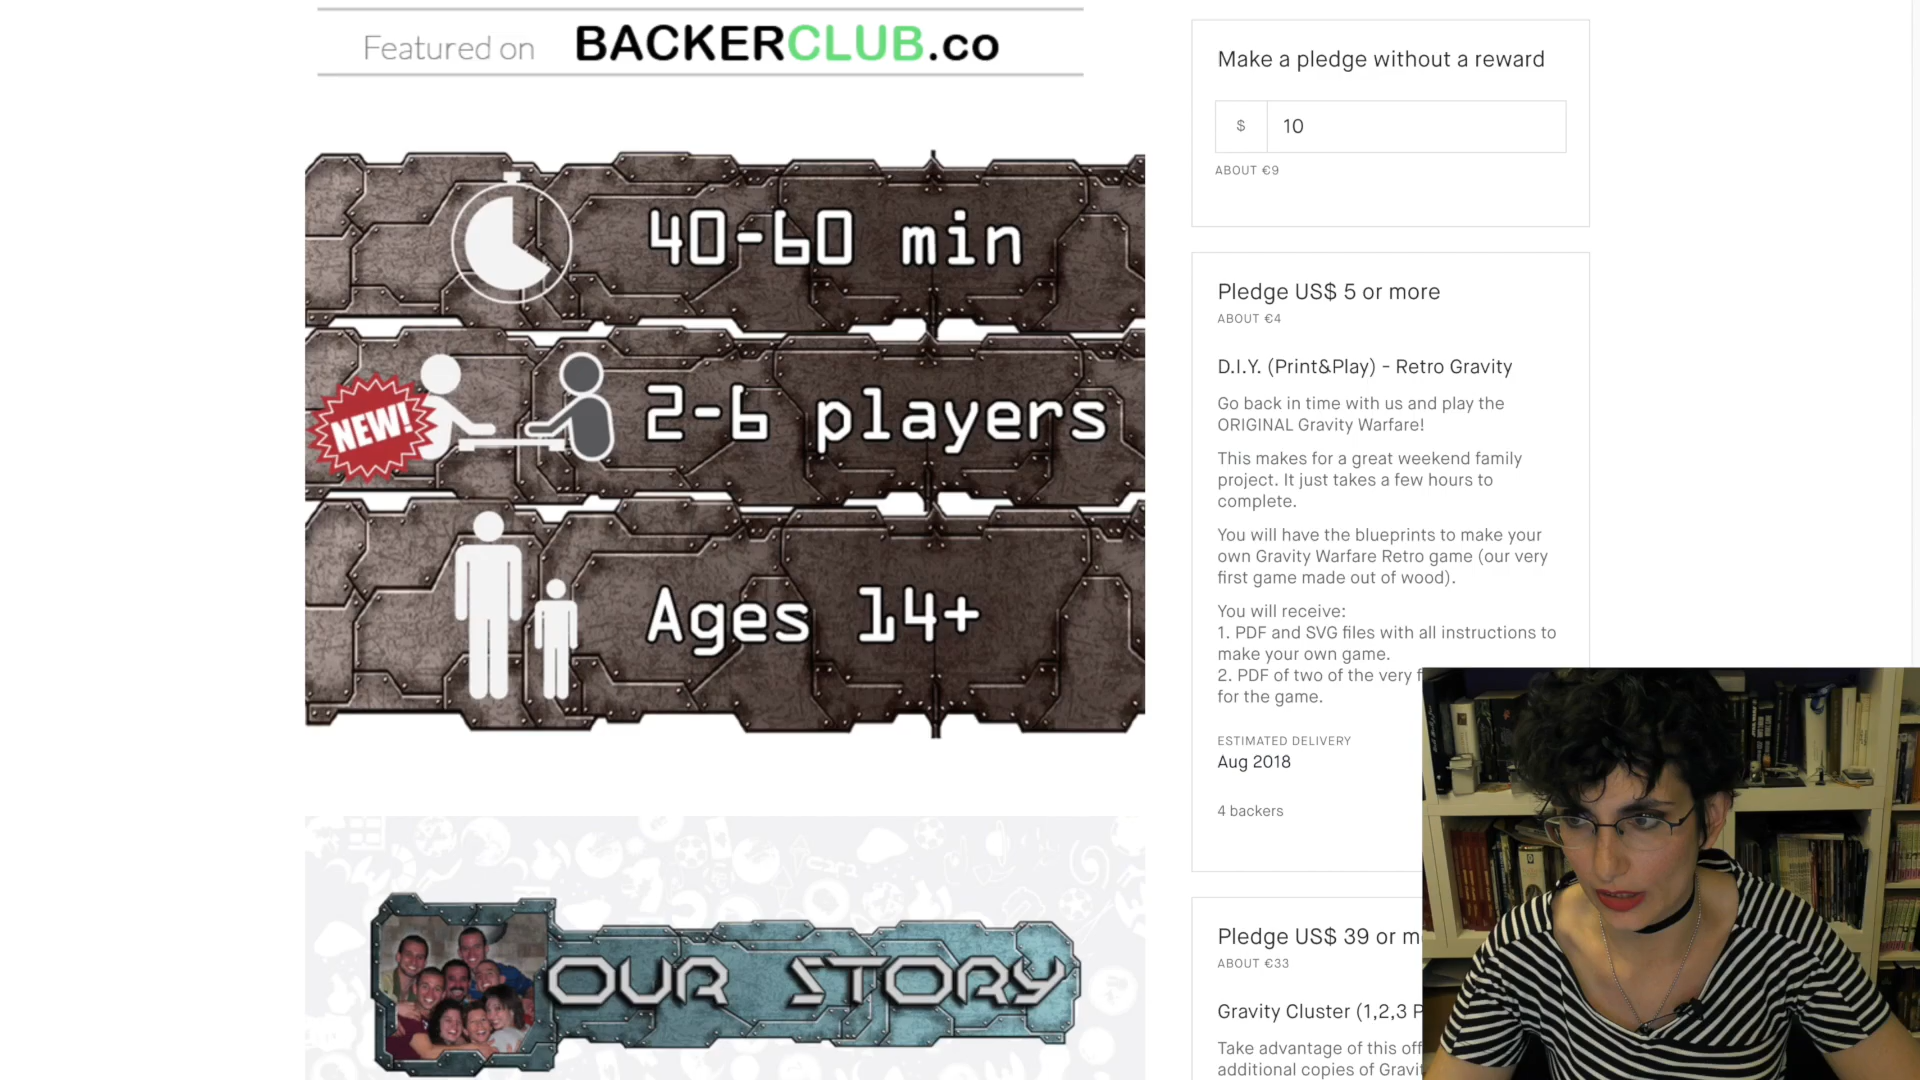 Featured on BACKERCLUB.co
40-60 min
NEW!
2-6 players
Ages 14+
OUR STORY
Make a pledge without a reward
$ 10
ABOUT €9
Pledge US$ 5 or more
ABOUT €4
D.I.Y. (Print&Play) - Retro Gravity
Go back in time with us and play the
ORIGINAL Gravity Warfare!
This makes for a great weekend family
project. It just takes a few hours to
complete.
You will have the blueprints to make your
own Gravity Warfare Retro game (our very
first game made out of wood).
You will receive:
1. PDF and SVG files with all instructions to
make your own game.
2. PDF of two of the very f
for the game.
ESTIMATED DELIVERY
Aug 2018
4 backers
Pledge US$ 39 or m
ABOUT €33
Gravity Cluster (1,2,3 P
Take advantage of this off
additional copies of Gravit